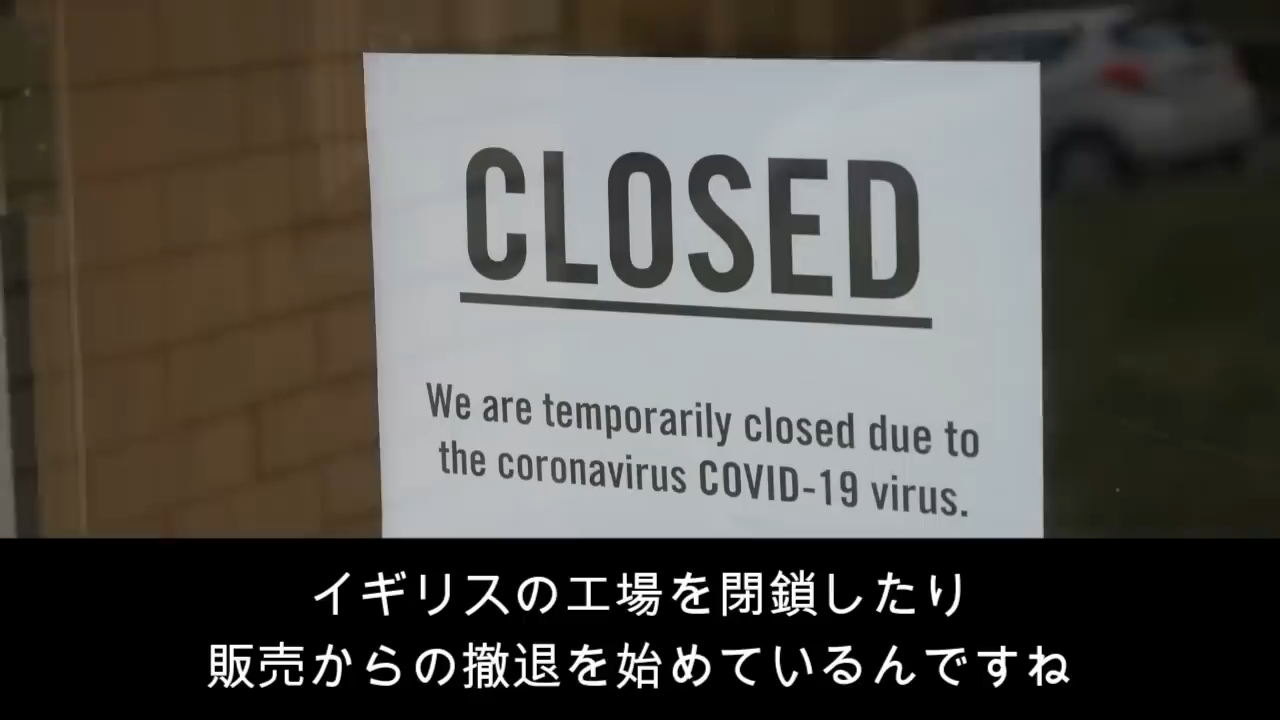 CLOSED
We are temporarily closed due to
the coronavirus COVID-19 virus.
イギリスの工場を閉鎖したり
販売からの撤退を始めているんですね